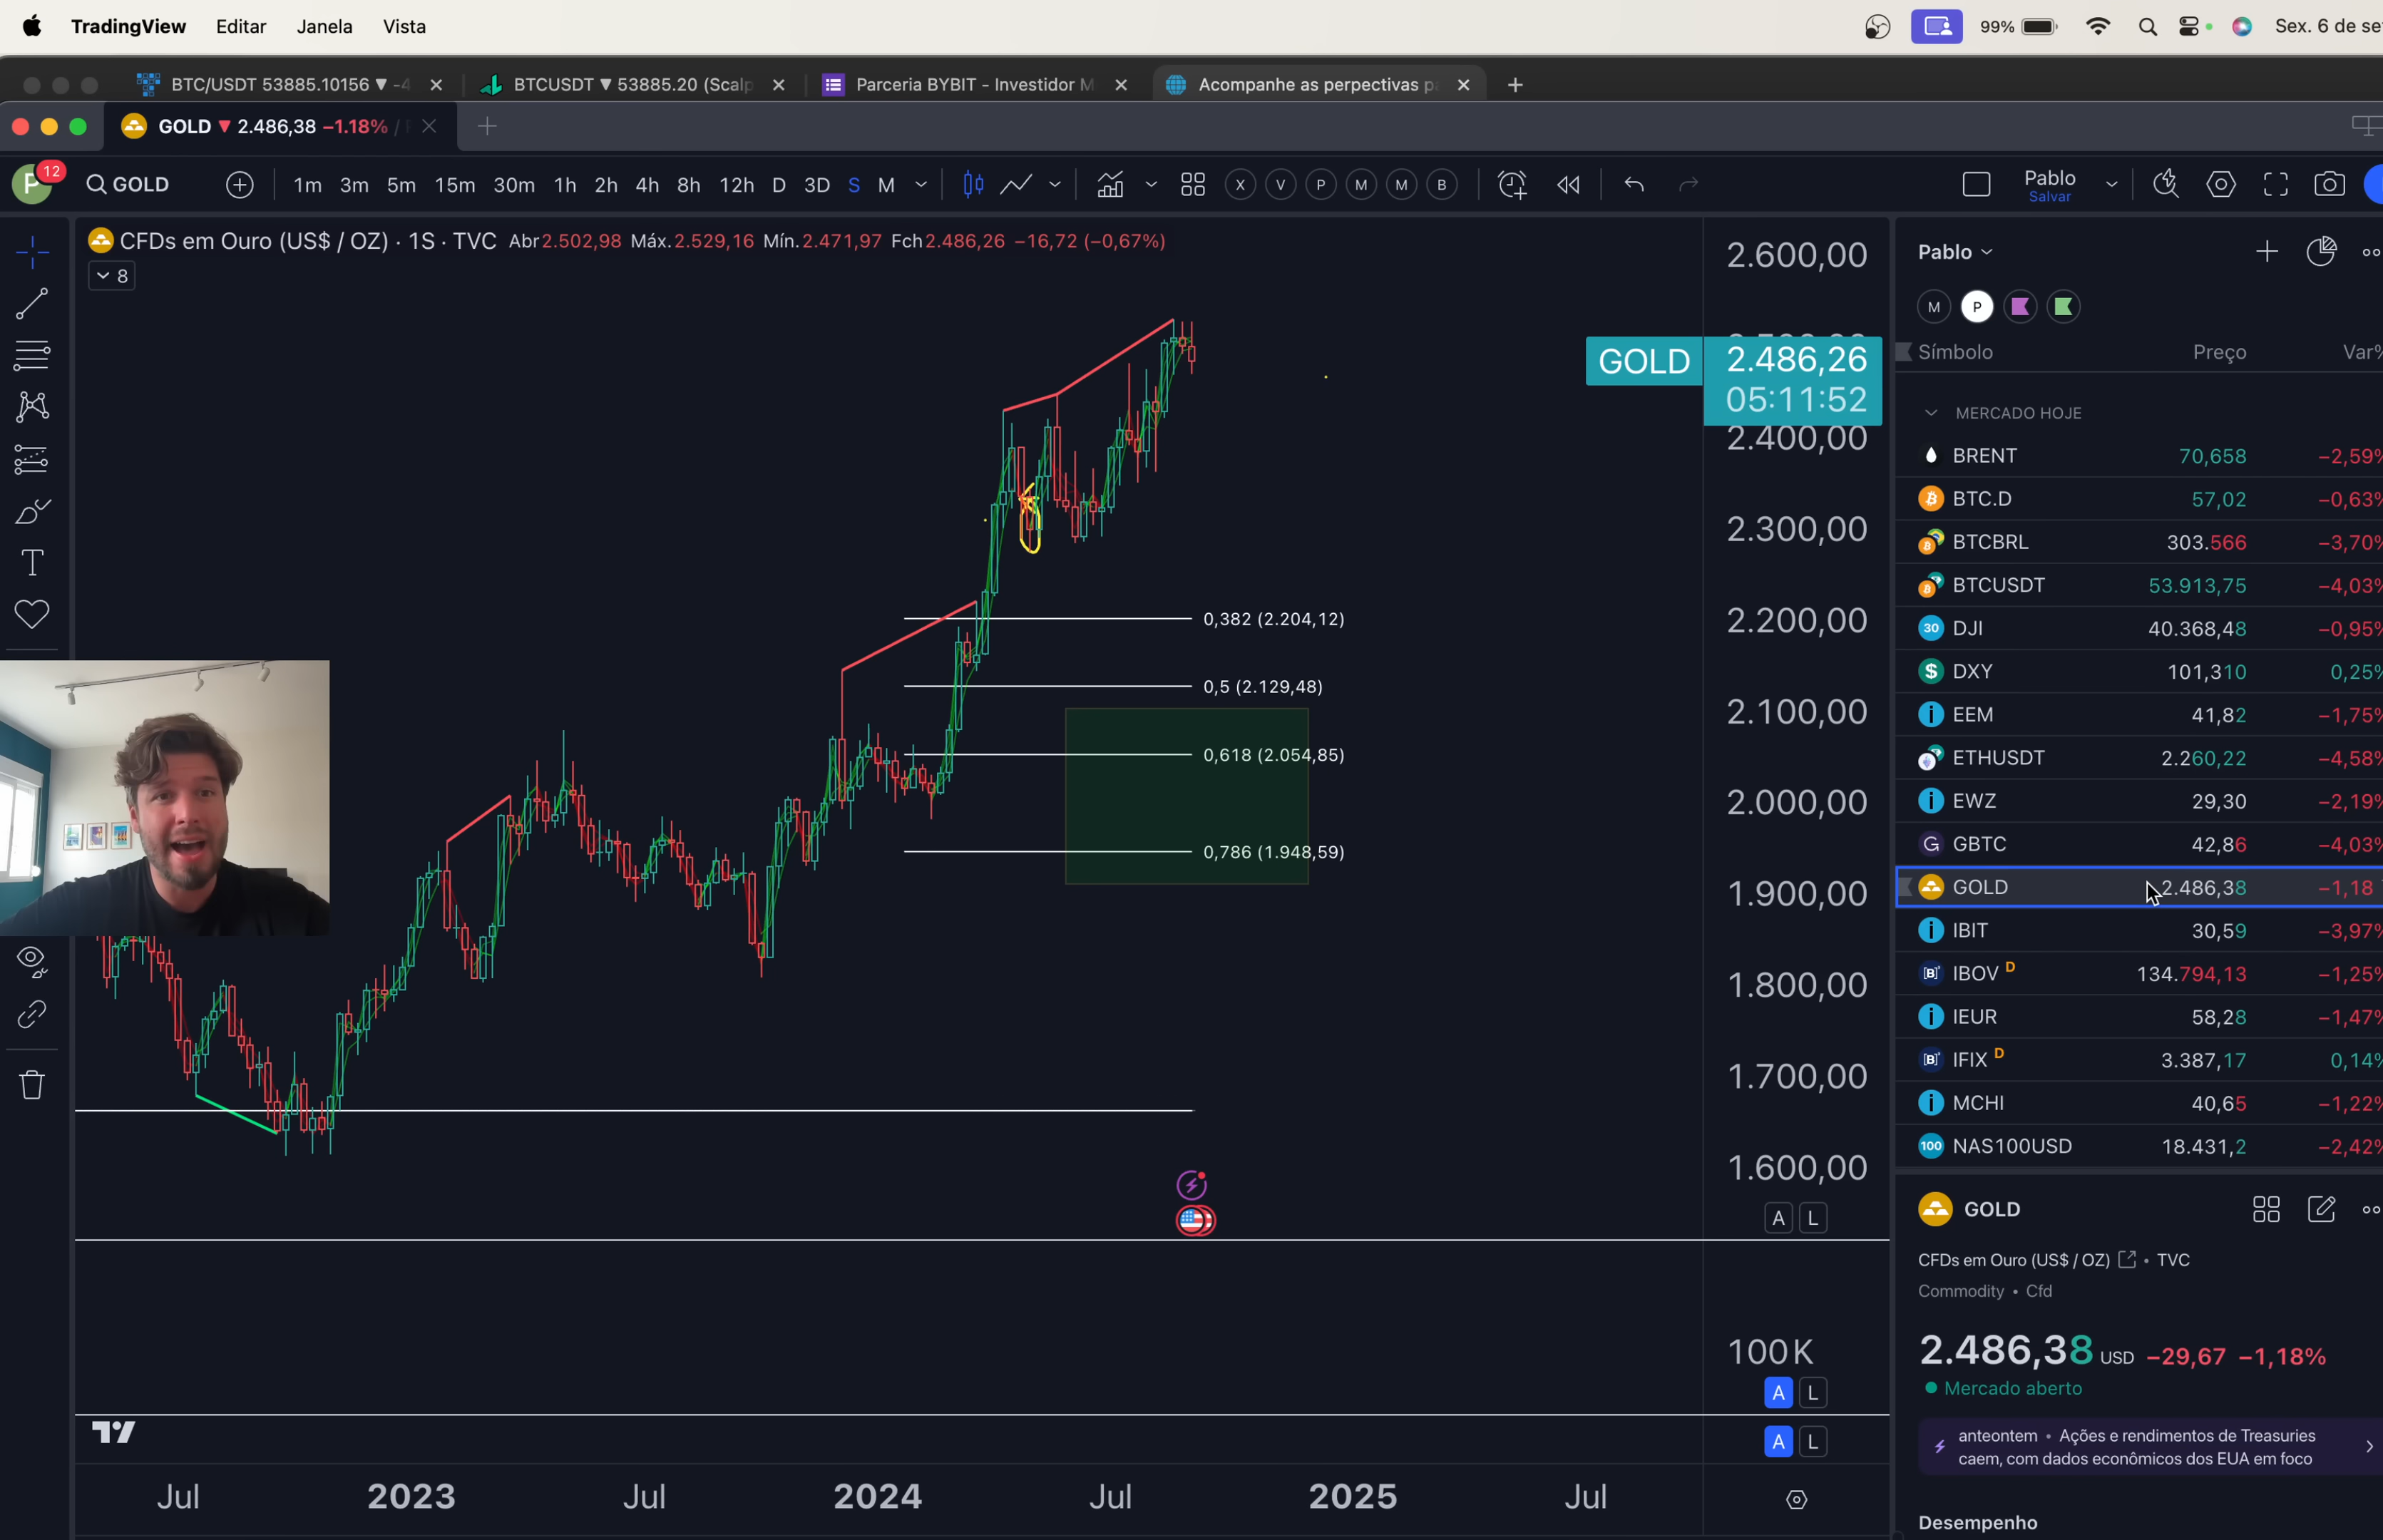 TradingView Editar Janela Vista 99% Sex. 6 de se
BTC/USDT 53885.10156 ▼ -4 BTCUSDT ▼ 53885.20 (Scalp Parceria BYBIT - Investidor M Acompanhe as perpectivas p
GOLD ▼ 2.486,38 −1.18% /
P 12 GOLD 1m 3m 5m 15m 30m 1h 2h 4h 8h 12h D 3D S M X V P M M B Pablo
Salvar
CFDs em Ouro (US$ / OZ) · 1S · TVC Abr2.502,98 Máx.2.529,16 Mín.2.471,97 Fch2.486,26 −16,72 (−0,67%)
8
2.600,00
GOLD 2.486,26
05:11:52
2.400,00
2.300,00
2.200,00
2.100,00
2.000,00
1.900,00
1.800,00
1.700,00
1.600,00
A L
100K
A L
A L
0,382 (2.204,12)
0,5 (2.129,48)
0,618 (2.054,85)
0,786 (1.948,59)
Jul 2023 Jul 2024 Jul 2025 Jul
Pablo
M P
Símbolo Preço Var%
MERCADO HOJE
BRENT 70,658 −2,59%
BTC.D 57,02 −0,63%
BTCBRL 303.566 −3,70%
BTCUSDT 53.913,75 −4,03%
30 DJI 40.368,48 −0,95%
$ DXY 101,310 0,25%
EEM 41,82 −1,75%
ETHUSDT 2.260,22 −4,58%
EWZ 29,30 −2,19%
G GBTC 42,86 −4,03%
GOLD 2.486,38 −1,18
IBIT 30,59 −3,97%
[B] IBOV D 134.794,13 −1,25%
IEUR 58,28 −1,47%
[B] IFIX D 3.387,17 0,14%
MCHI 40,65 −1,22%
100 NAS100USD 18.431,2 −2,42%
GOLD
CFDs em Ouro (US$ / OZ) • TVC
Commodity • Cfd
2.486,38 USD −29,67 −1,18%
Mercado aberto
anteontem • Ações e rendimentos de Treasuries
caem, com dados econômicos dos EUA em foco
Desempenho